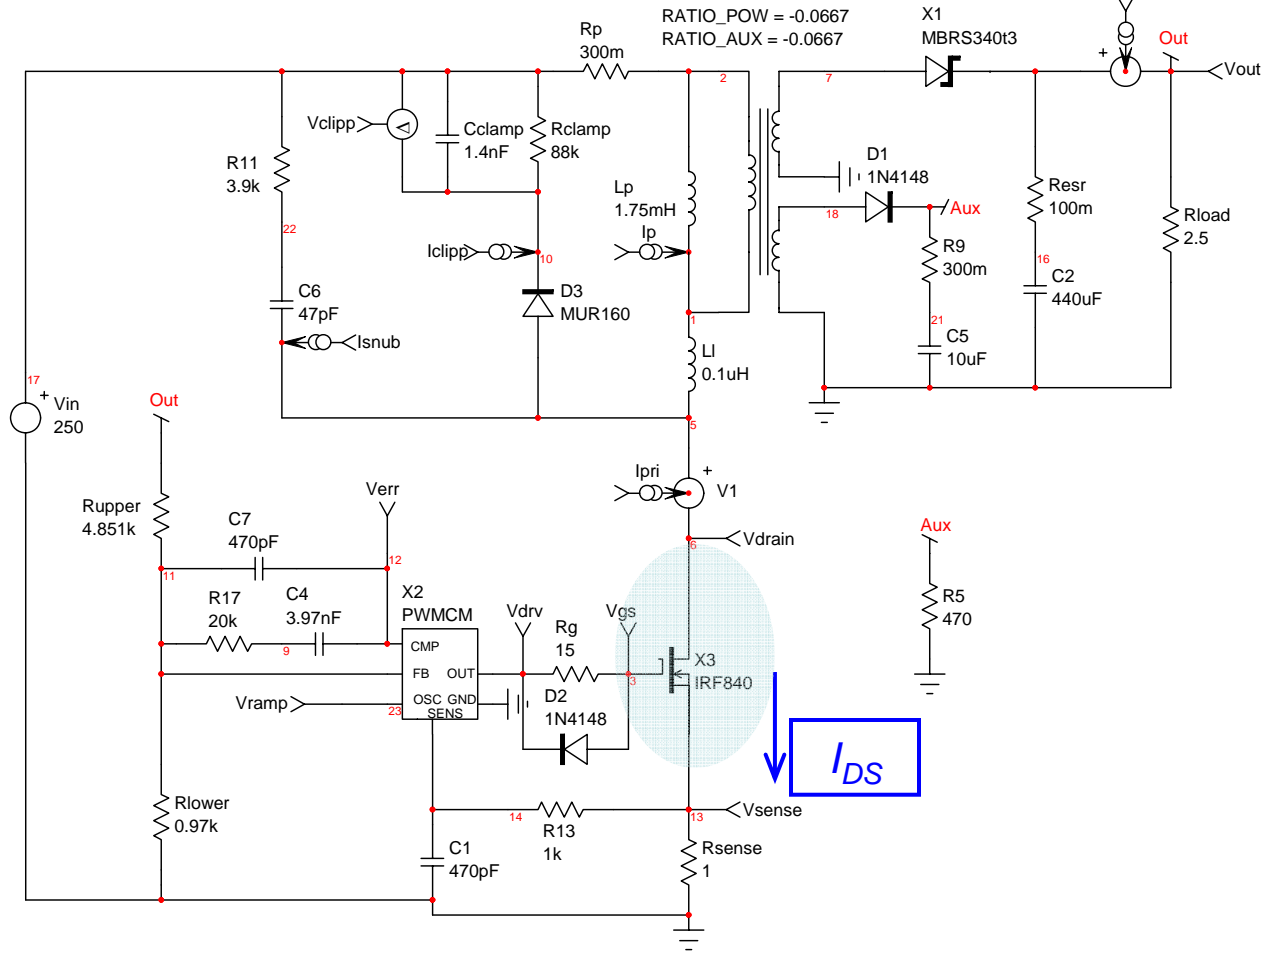 RATIO_POW = -0.0667
RATIO_AUX = -0.0667
X1
MBRS340t3
Out
Vout
Rp
300m
2
7
Vclipp
Cclamp
1.4nF
Rclamp
88k
R11
3.9k
22
Lp
1.75mH
Ip
D1
1N4148
18
Aux
Resr
100m
Rload
2.5
Iclipp
10
R9
300m
16
C2
440uF
C6
47pF
D3
MUR160
1
21
C5
10uF
Isnub
Ll
0.1uH
17
+
Vin
250
Out
5
Ipri
+
V1
Verr
Rupper
4.851k
C7
470pF
Vdrain
6
Aux
11
12
R17
20k
C4
3.97nF
X2
PWMCM
9
CMP
FB
OUT
OSC
GND
SENS
Vdrv
Rg
15
Vgs
3
X3
IRF840
R5
470
Vramp
23
D2
1N4148
IDS
Rlower
0.97k
14
R13
1k
13
Vsense
C1
470pF
Rsense
1
+